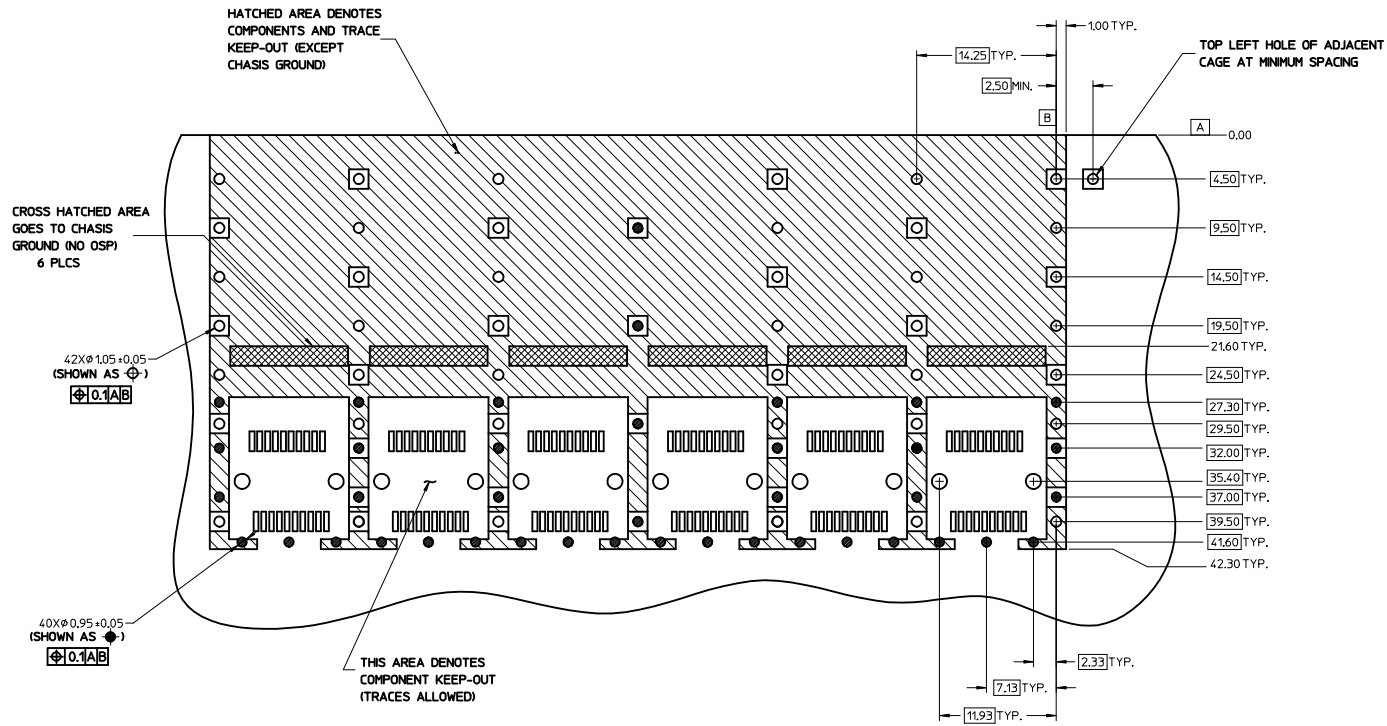 HATCHED AREA DENOTES
COMPONENTS AND TRACE
KEEP-OUT (EXCEPT
CHASIS GROUND)
1.00 TYP.
14.25 TYP.
TOP LEFT HOLE OF ADJACENT
CAGE AT MINIMUM SPACING
2.50 MIN.
B
A
0.00
4.50 TYP.
CROSS HATCHED AREA
GOES TO CHASIS
GROUND (NO OSP)
6 PLCS
9.50 TYP.
14.50 TYP.
19.50 TYP.
21.60 TYP.
42X Ø 1.05 ±0.05
(SHOWN AS )
⌖ 0.1 A B
24.50 TYP.
27.30 TYP.
29.50 TYP.
32.00 TYP.
35.40 TYP.
37.00 TYP.
39.50 TYP.
41.60 TYP.
42.30 TYP.
40X Ø 0.95 ±0.05
(SHOWN AS )
⌖ 0.1 A B
THIS AREA DENOTES
COMPONENT KEEP-OUT
(TRACES ALLOWED)
2.33 TYP.
7.13 TYP.
11.93 TYP.